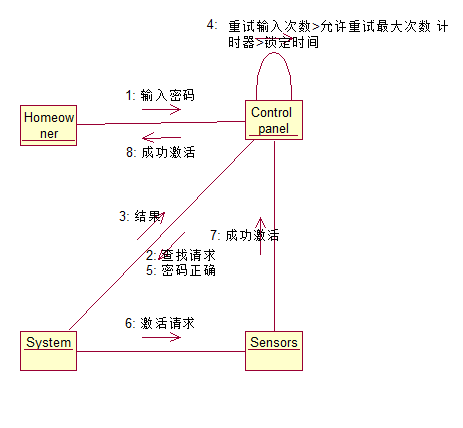 4: 重试输入次数>允许重试最大次数 计
时器>锁定时间
1: 输入密码
Homeow
ner
Control
panel
8: 成功激活
3: 结果
7: 成功激活
2: 查找请求
5: 密码正确
6: 激活请求
System
Sensors